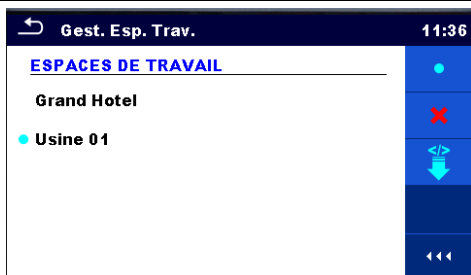 Gest. Esp. Trav. 11:36
ESPACES DE TRAVAIL
Grand Hotel
Usine 01
</>